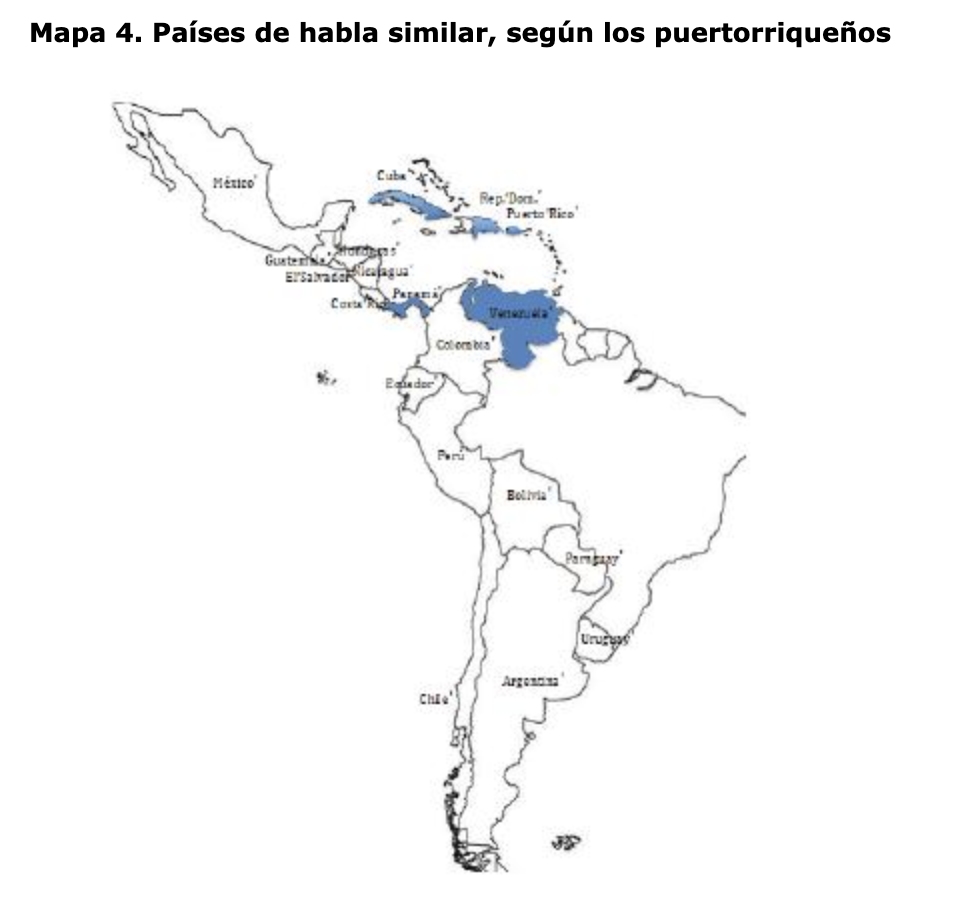 Mapa 4. Países de habla similar, según los puertorriqueños
Cuba
México
Rep. Dom.
Puerto Rico
Honduras
Guatemala
Nicaragua
El Salvador
Panamá
Costa Rica
Venezuela
Colombia
Ecuador
Perú
Bolivia
Paraguay
Uruguay
Argentina
Chile